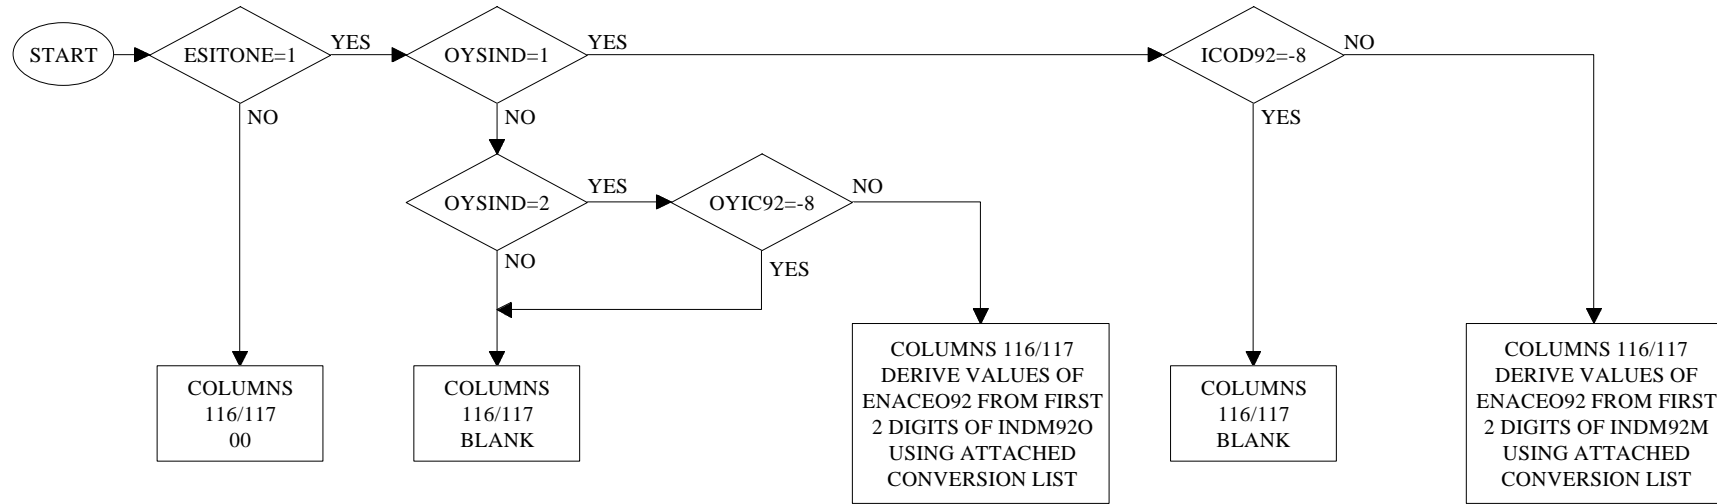 START
ESITONE=1
YES
OYSIND=1
YES
ICOD92=-8
NO
NO
NO
YES
OYSIND=2
YES
OYIC92=-8
NO
NO
YES
COLUMNS
116/117
00
COLUMNS
116/117
BLANK
COLUMNS 116/117
DERIVE VALUES OF
ENACEO92 FROM FIRST
2 DIGITS OF INDM92O
USING ATTACHED
CONVERSION LIST
COLUMNS
116/117
BLANK
COLUMNS 116/117
DERIVE VALUES OF
ENACEO92 FROM FIRST
2 DIGITS OF INDM92M
USING ATTACHED
CONVERSION LIST